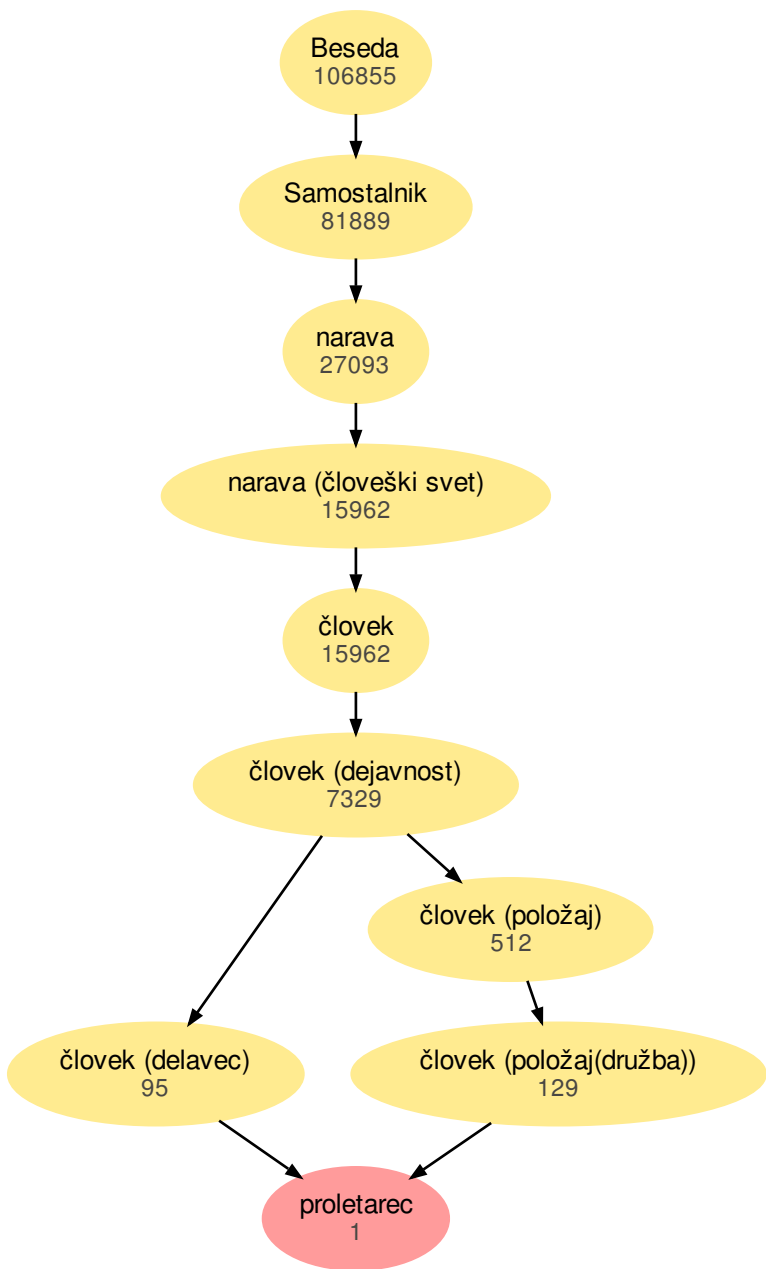 Beseda
106855
Samostalnik
81889
narava
27093
narava (človeški svet)
15962
človek
15962
človek (dejavnost)
7329
človek (položaj)
512
človek (delavec)
95
človek (položaj(družba))
129
proletarec
1